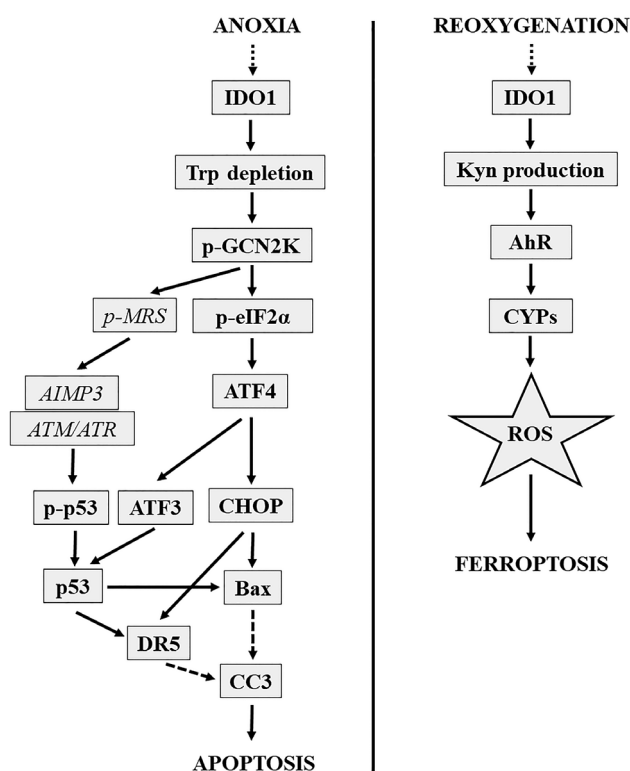 ANOXIA
IDO1
Trp depletion
p-GCN2K
p-MRS
p-eIF2α
AIMP3
ATM/ATR
ATF4
p-p53
ATF3
CHOP
p53
Bax
DR5
CC3
APOPTOSIS
REOXYGENATION
IDO1
Kyn production
AhR
CYPs
ROS
FERROPTOSIS